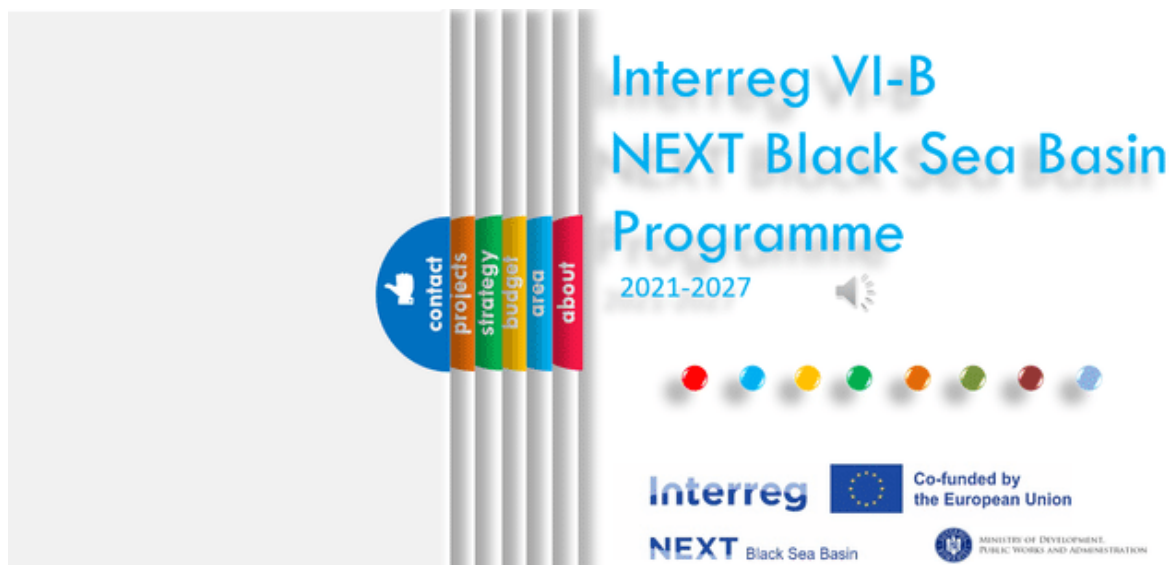 Interreg VI-B
NEXT Black Sea Basin
Programme
2021-2027
contact
projects
strategy
budget
area
about
Interreg
Co-funded by
the European Union
NEXT Black Sea Basin
MINISTRY OF DEVELOPMENT,
PUBLIC WORKS AND ADMINISTRATION